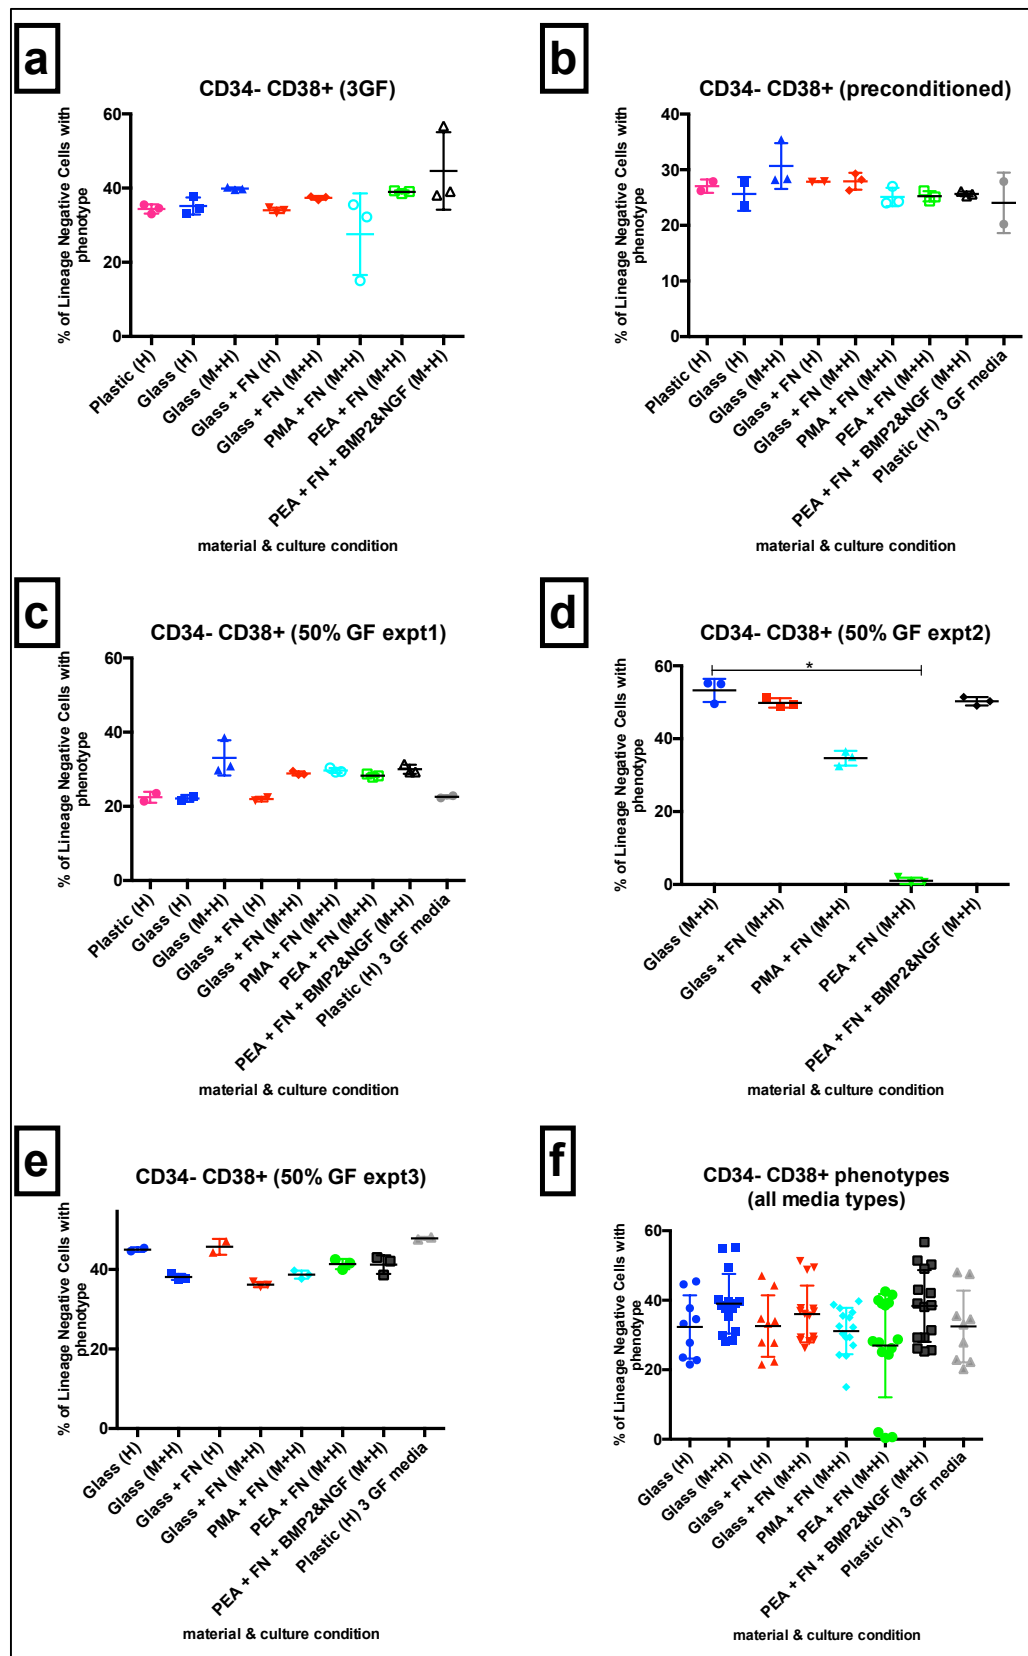 a
CD34- CD38+ (3GF)
% of Lineage Negative Cells with
phenotype
60
40
20
0
Plastic (H)
Glass (H)
Glass (M+H)
Glass + FN (H)
Glass + FN (M+H)
PMA + FN (M+H)
PEA + FN (M+H)
PEA + FN + BMP2&NGF (M+H)
material & culture condition
b
CD34- CD38+ (preconditioned)
% of Lineage Negative Cells with
phenotype
40
30
20
10
0
Plastic (H)
Glass (H)
Glass (M+H)
Glass + FN (H)
Glass + FN (M+H)
PMA + FN (M+H)
PEA + FN (M+H)
PEA + FN + BMP2&NGF (M+H)
Plastic (H) 3 GF media
material & culture condition
c
CD34- CD38+ (50% GF expt1)
% of Lineage Negative Cells with
phenotype
60
40
20
0
Plastic (H)
Glass (H)
Glass (M+H)
Glass + FN (H)
Glass + FN (M+H)
PMA + FN (M+H)
PEA + FN (M+H)
PEA + FN + BMP2&NGF (M+H)
Plastic (H) 3 GF media
material & culture condition
d
CD34- CD38+ (50% GF expt2)
% of Lineage Negative Cells with
phenotype
60
40
20
0
*
Glass (M+H)
Glass + FN (M+H)
PMA + FN (M+H)
PEA + FN (M+H)
PEA + FN + BMP2&NGF (M+H)
material & culture condition
e
CD34- CD38+ (50% GF expt3)
% of Lineage Negative Cells with
phenotype
40
20
0
Glass (H)
Glass (M+H)
Glass + FN (H)
Glass + FN (M+H)
PMA + FN (M+H)
PEA + FN (M+H)
PEA + FN + BMP2&NGF (M+H)
Plastic (H) 3 GF media
material & culture condition
f
CD34- CD38+ phenotypes
(all media types)
% of Lineage Negative Cells with
phenotype
60
40
20
0
Glass (H)
Glass (M+H)
Glass + FN (H)
Glass + FN (M+H)
PMA + FN (M+H)
PEA + FN (M+H)
PEA + FN + BMP2&NGF (M+H)
Plastic (H) 3 GF media
material & culture condition